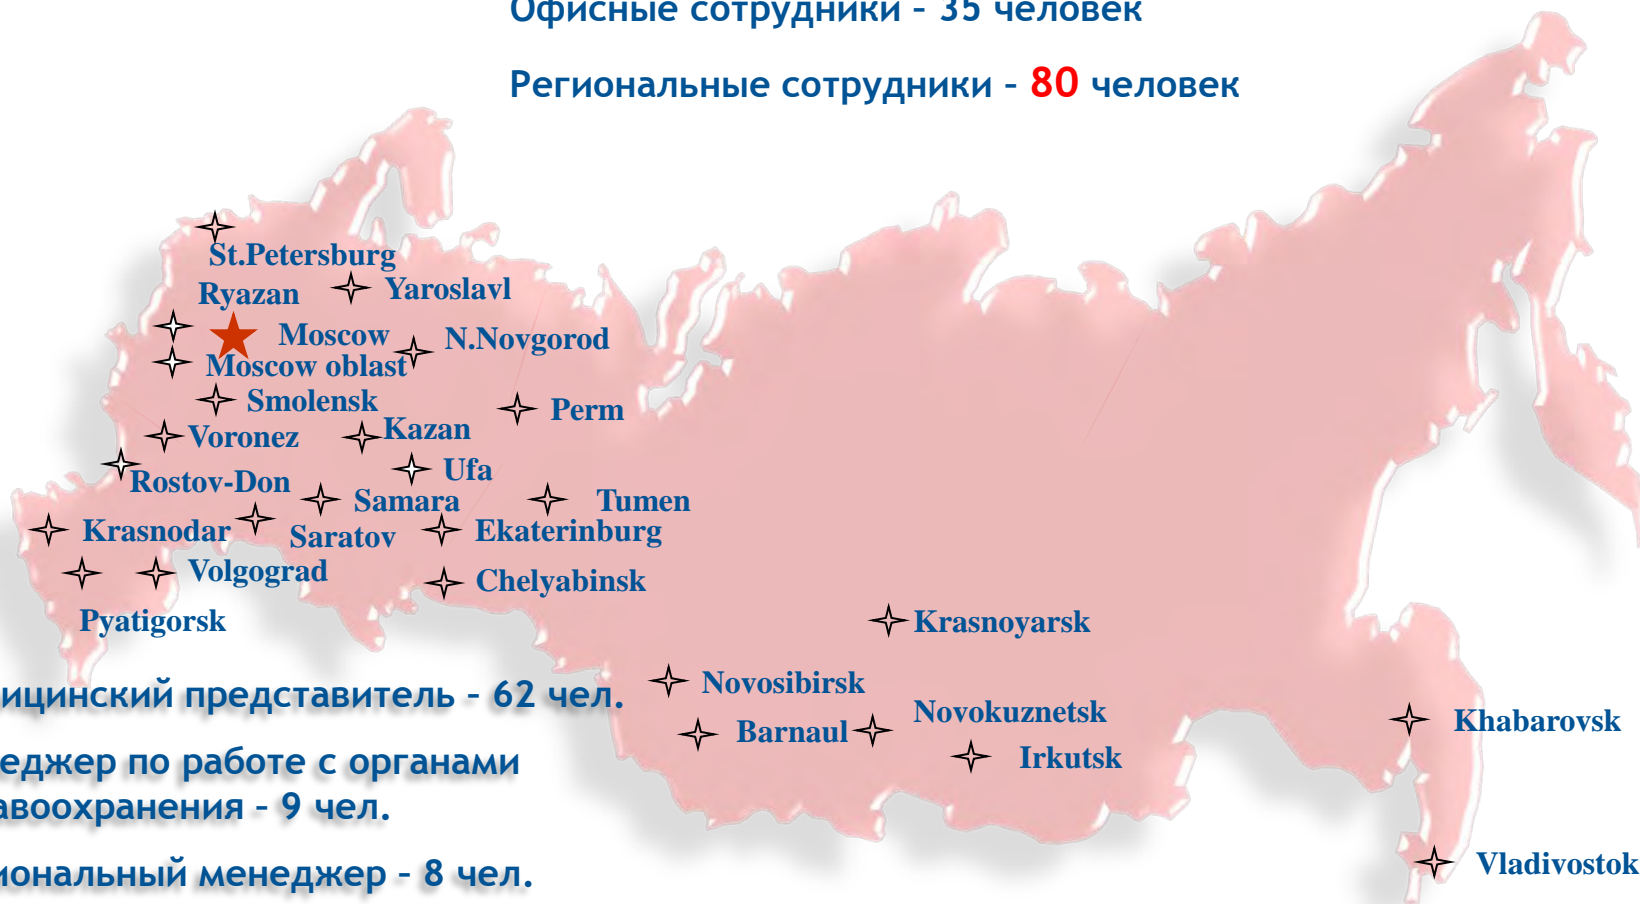 Офисные сотрудники – 35 человек
Региональные сотрудники – 80 человек
St.Petersburg
Ryazan
Yaroslavl
Moscow
N.Novgorod
Moscow oblast
Smolensk
Perm
Voronez
Kazan
Ufa
Rostov-Don
Samara
Tumen
Krasnodar
Saratov
Ekaterinburg
Volgograd
Chelyabinsk
Pyatigorsk
Krasnoyarsk
Novosibirsk
Novokuznetsk
Barnaul
Irkutsk
Khabarovsk
Vladivostok
ицинский представитель – 62 чел.
еджер по работе с органами
авоохранения – 9 чел.
иональный менеджер – 8 чел.